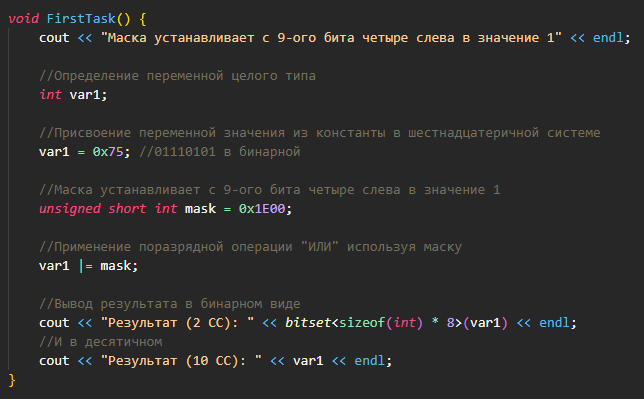 void FirstTask() {
cout << "Маска устанавливает с 9-ого бита четыре слева в значение 1" << endl;
//Определение переменной целого типа
int var1;
//Присвоение переменной значения из константы в шестнадцатеричной системе
var1 = 0x75; //01110101 в бинарной
//Маска устанавливает с 9-ого бита четыре слева в значение 1
unsigned short int mask = 0x1E00;
//Применение поразрядной операции "ИЛИ" используя маску
var1 |= mask;
//Вывод результата в бинарном виде
cout << "Результат (2 СС): " << bitset<sizeof(int) * 8>(var1) << endl;
//И в десятичном
cout << "Результат (10 СС): " << var1 << endl;
}